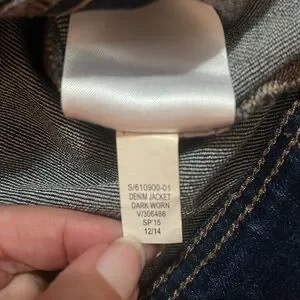 S/610900-01
DENIM JACKET
DARK WORN
V/306488
SP'15
12/14